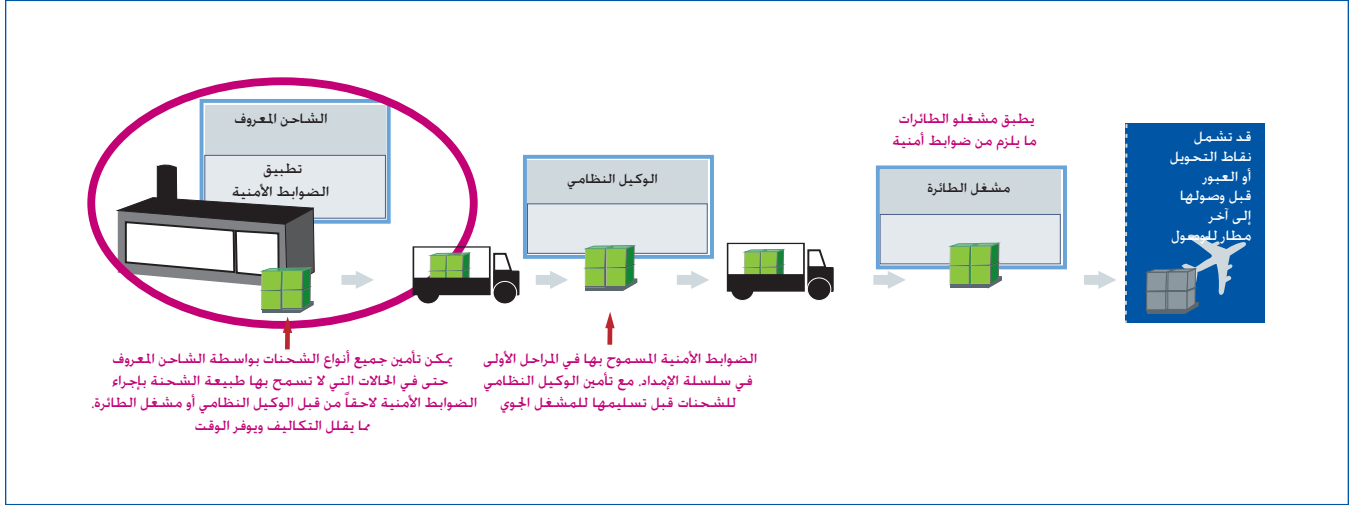 الشاحن المعروف
تطبيق
الضوابط الأمنية
يمكن تأمين جميع أنواع الشحنات بواسطة الشاحن المعروف
حتى في الحالات التي لا تسمح بها طبيعة الشحنة بإجراء
الضوابط الأمنية لاحقاً من قبل الوكيل النظامي أو مشغل الطائرة.
ما يقلل التكاليف ويوفر الوقت
الوكيل النظامي
الضوابط الأمنية المسموح بها في المراحل الأولى
في سلسلة الإمداد. مع تأمين الوكيل النظامي
للشحنات قبل تسليمها للمشغل الجوي
يطبق مشغلو الطائرات
ما يلزم من ضوابط أمنية
مشغل الطائرة
قد تشمل
نقاط التحويل
أو العبور
قبل وصولها
إلى آخر
مطار للوصول